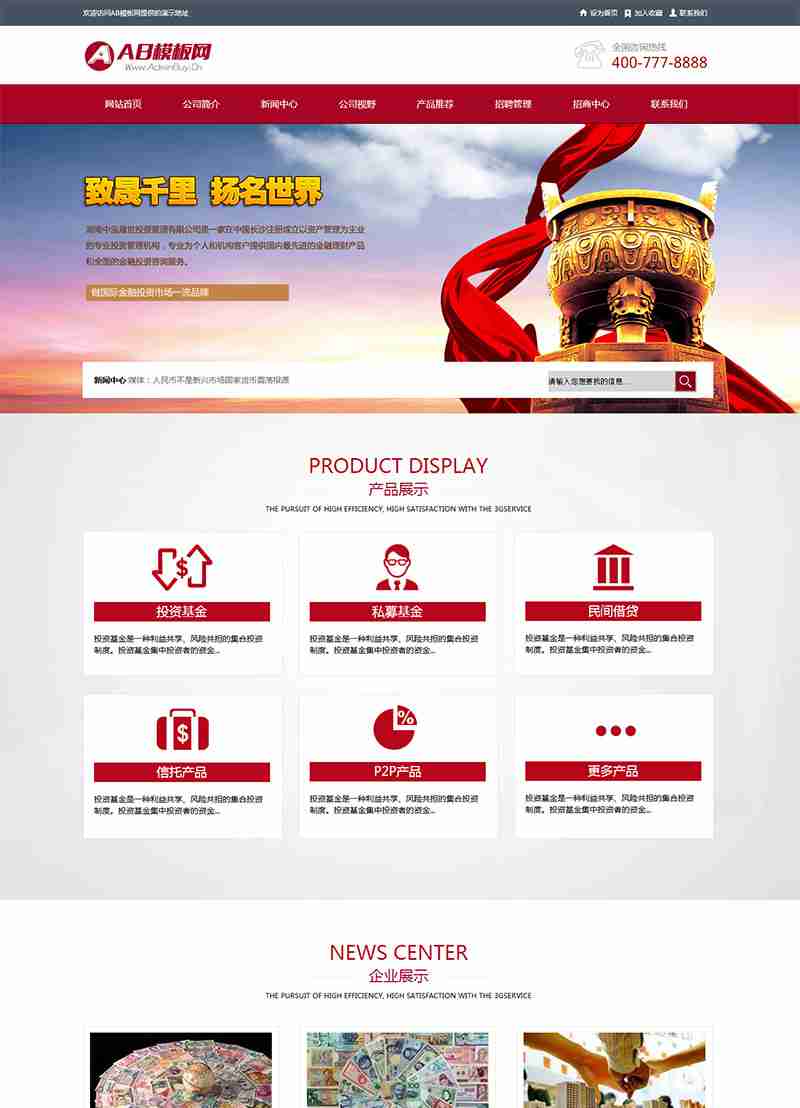 欢迎访问AB模板网提供的演示地址
设为首页 加入收藏 联系我们
AB模板网
Www.AdminBuy.Cn
全国咨询热线
400-777-8888
网站首页 公司简介 新闻中心 公司视野 产品推荐 招聘管理 招商中心 联系我们
致晟千里 扬名世界
湖南中泓晟世投资管理有限公司是一家在中国长沙注册成立以资产管理为主业
的专业投资管理机构，专业为个人和机构客户提供国内最先进的金融理财产品
和全面的金融投资咨询服务。
做国际金融投资市场一流品牌
新闻中心 媒体：人民币不是新兴市场国家货币震荡根源
请输入您想要找的信息...
PRODUCT DISPLAY
产品展示
THE PURSUIT OF HIGH EFFICIENCY, HIGH SATISFACTION WITH THE 3GSERVICE
投资基金
投资基金是一种利益共享、风险共担的集合投资
制度。投资基金集中投资者的资金...
私募基金
投资基金是一种利益共享、风险共担的集合投资
制度。投资基金集中投资者的资金...
民间借贷
投资基金是一种利益共享、风险共担的集合投资
制度。投资基金集中投资者的资金...
信托产品
投资基金是一种利益共享、风险共担的集合投资
制度。投资基金集中投资者的资金...
P2P产品
投资基金是一种利益共享、风险共担的集合投资
制度。投资基金集中投资者的资金...
更多产品
投资基金是一种利益共享、风险共担的集合投资
制度。投资基金集中投资者的资金...
NEWS CENTER
企业展示
THE PURSUIT OF HIGH EFFICIENCY, HIGH SATISFACTION WITH THE 3GSERVICE